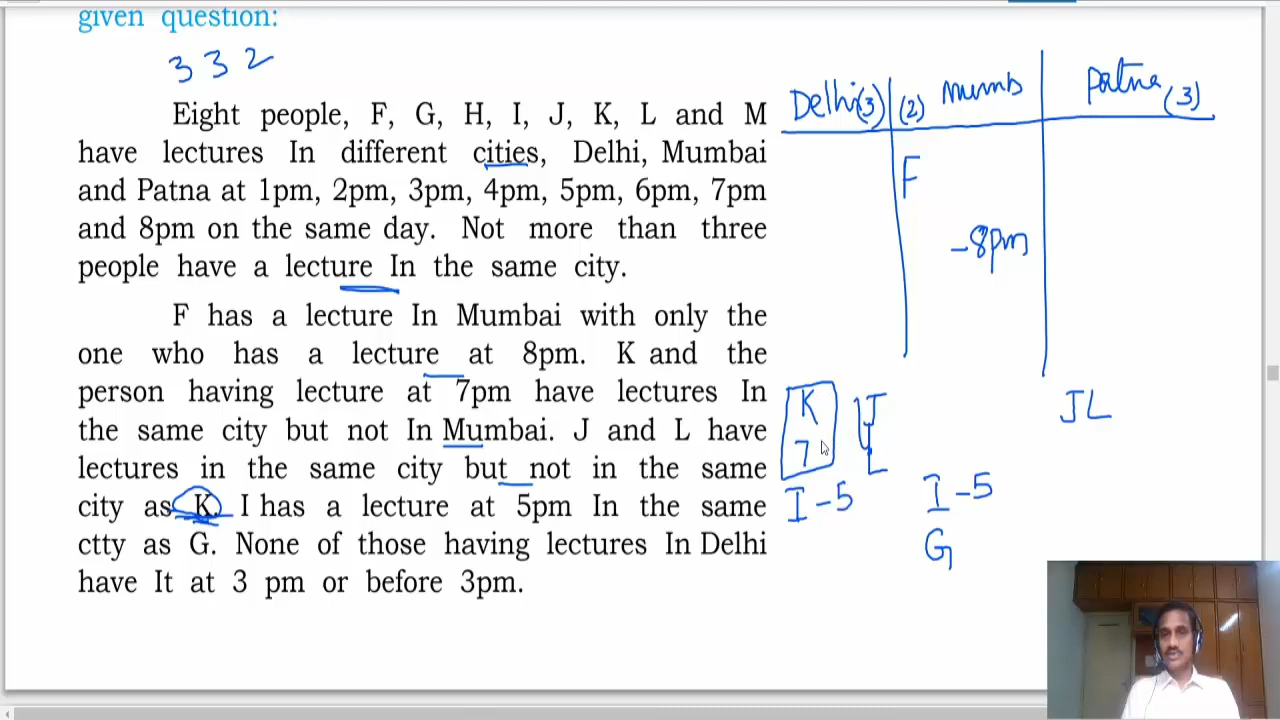 given question:
3 3 2
Eight people, F, G, H, I, J, K, L and M
have lectures In different cities, Delhi, Mumbai
and Patna at 1pm, 2pm, 3pm, 4pm, 5pm, 6pm, 7pm
and 8pm on the same day. Not more than three
people have a lecture In the same city.
F has a lecture In Mumbai with only the
one who has a lecture at 8pm. K and the
person having lecture at 7pm have lectures In
the same city but not In Mumbai. J and L have
lectures in the same city but not in the same
city as K. I has a lecture at 5pm In the same
ctty as G. None of those having lectures In Delhi
have It at 3 pm or before 3pm.
Delhi(3) (2) Mumb Patna (3)
F
-8pm
K J JL
7 L
I-5 I-5
G